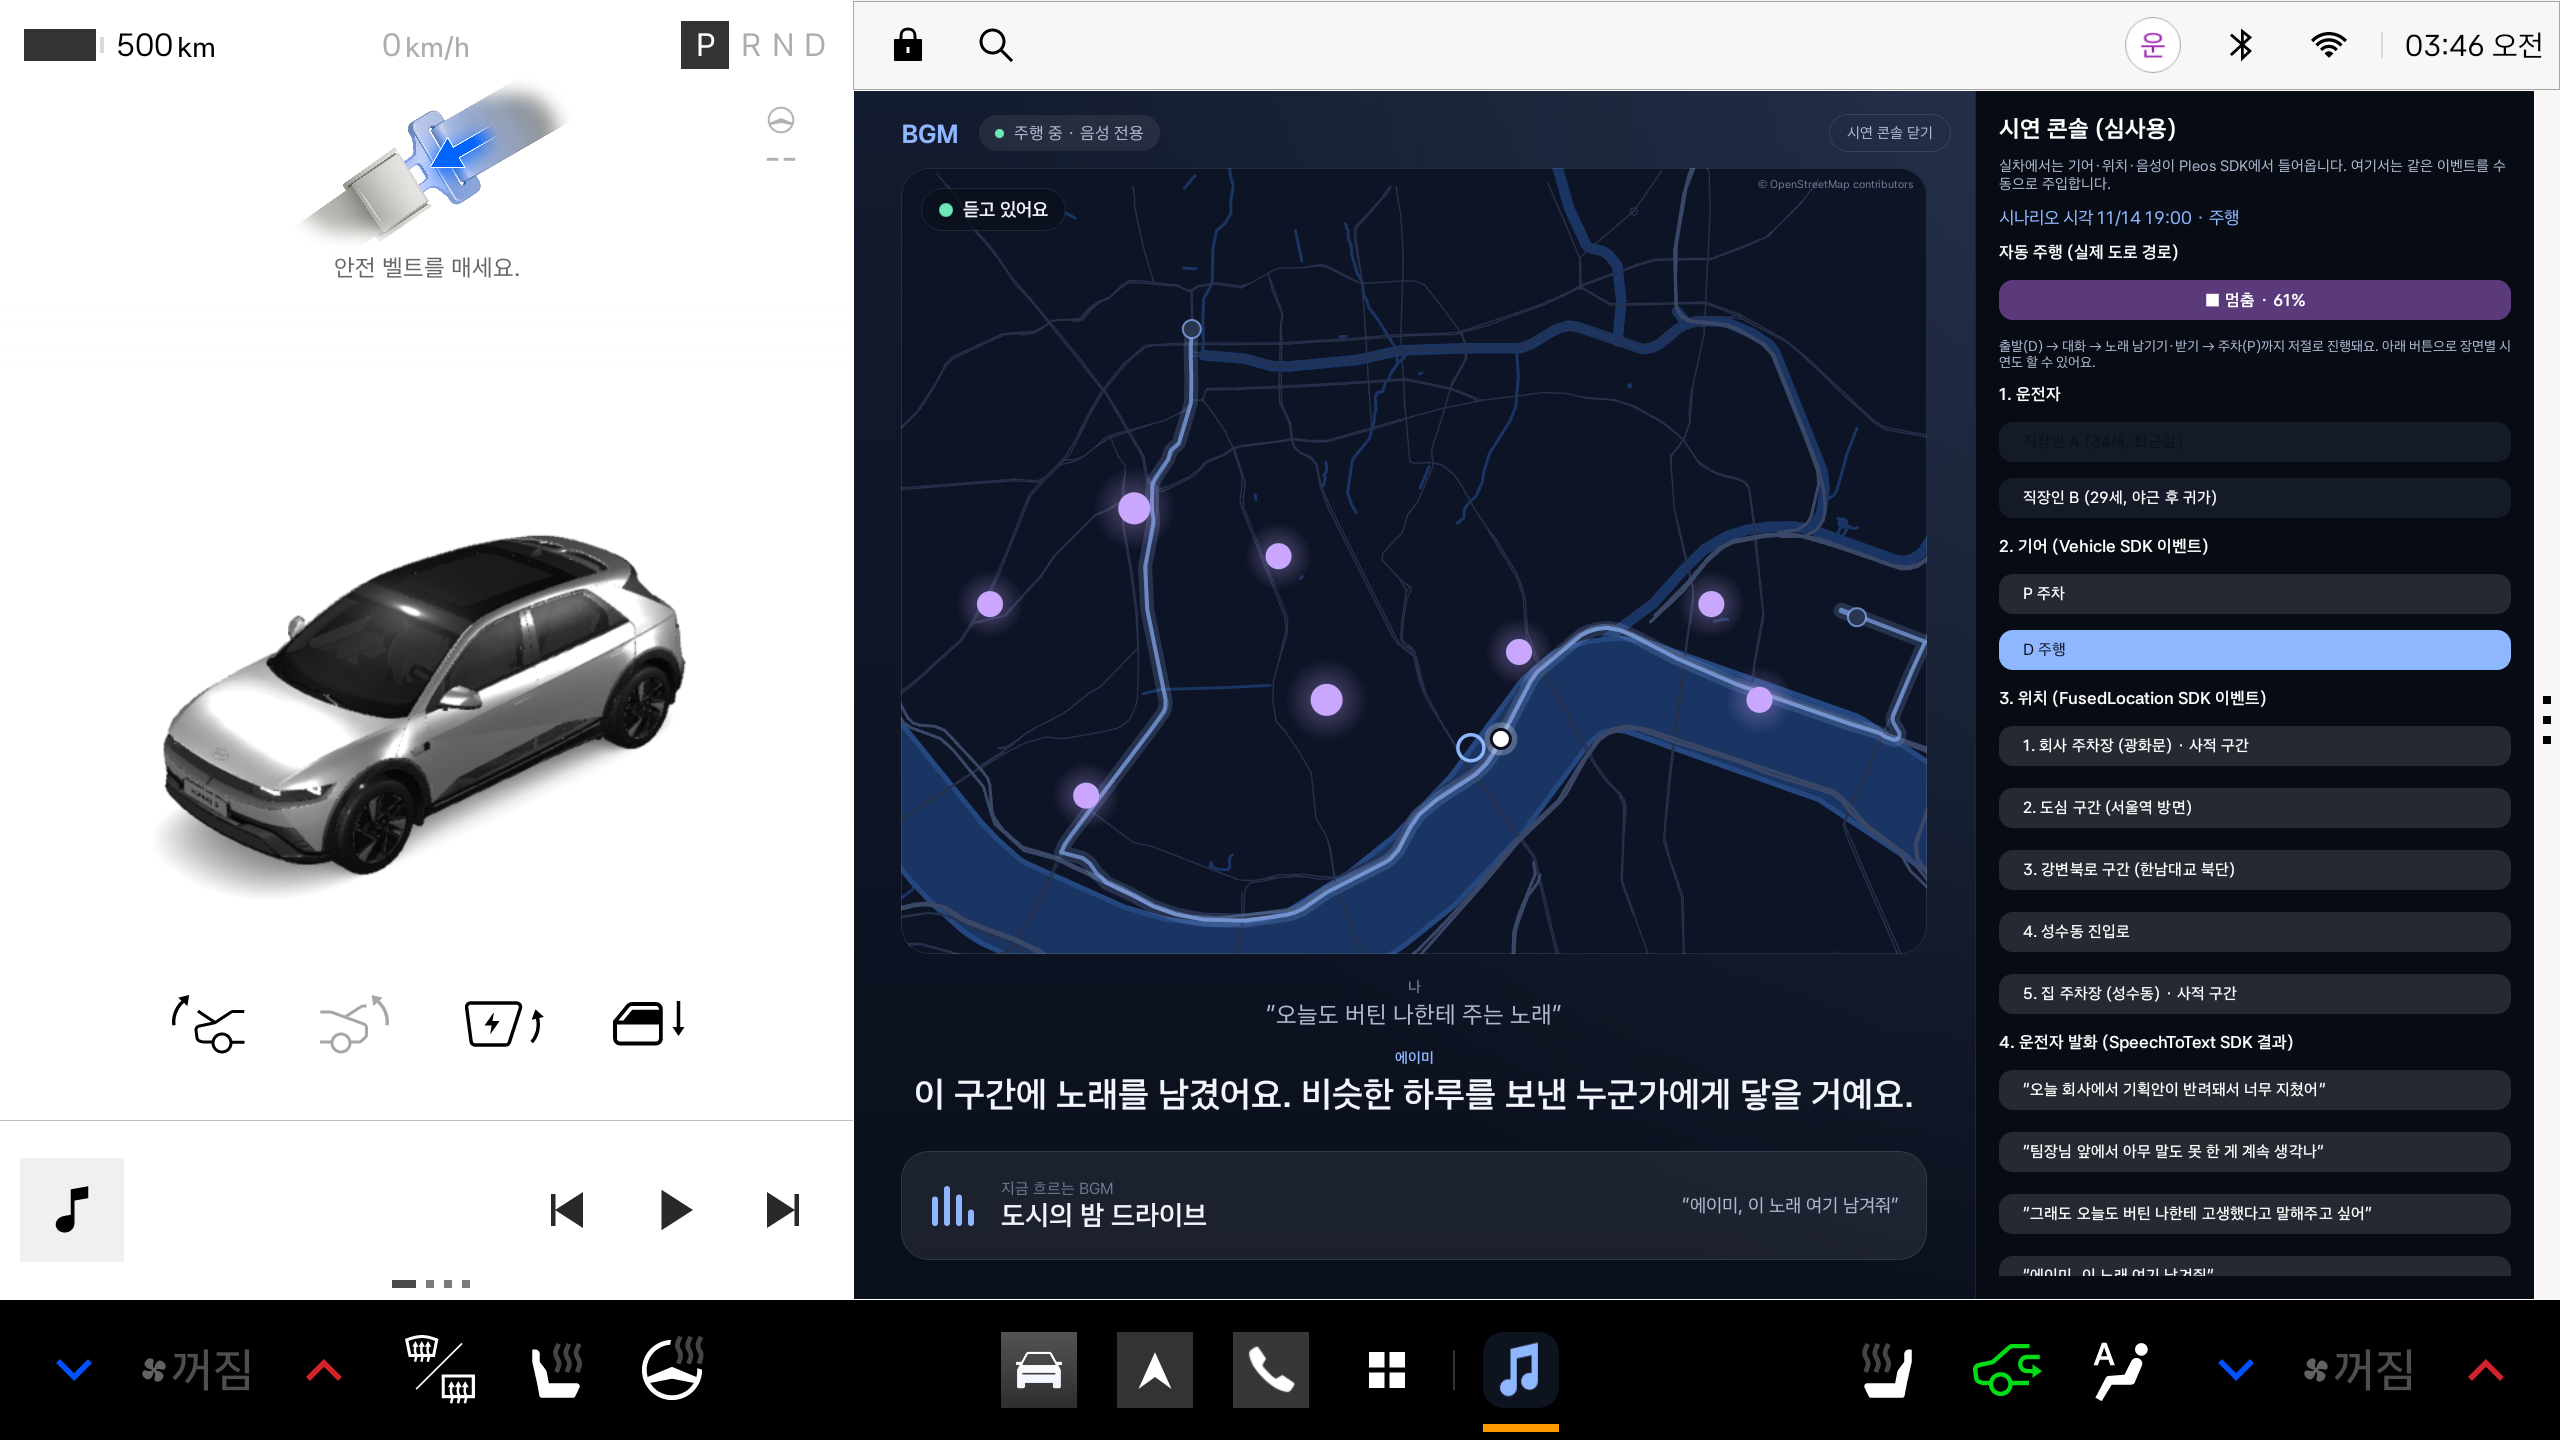 500 km
0 km/h
P R N D
안전 벨트를 매세요.
운
03:46 오전
BGM
주행 중 · 음성 전용
시연 콘솔 닫기
듣고 있어요
© OpenStreetMap contributors
나
"오늘도 버틴 나한테 주는 노래"
에이미
이 구간에 노래를 남겼어요. 비슷한 하루를 보낸 누군가에게 닿을 거예요.
지금 흐르는 BGM
도시의 밤 드라이브
"에이미, 이 노래 여기 남겨줘"
시연 콘솔 (심사용)
실차에서는 기어·위치·음성이 Pleos SDK에서 들어옵니다. 여기서는 같은 이벤트를 수
동으로 주입합니다.
시나리오 시각 11/14 19:00 · 주행
자동 주행 (실제 도로 경로)
■ 멈춤 · 61%
출발(D) → 대화 → 노래 남기기·받기 → 주차(P)까지 저절로 진행돼요. 아래 버튼으로 장면별 시
연도 할 수 있어요.
1. 운전자
직장인 A (34세, 퇴근길)
직장인 B (29세, 야근 후 귀가)
2. 기어 (Vehicle SDK 이벤트)
P 주차
D 주행
3. 위치 (FusedLocation SDK 이벤트)
1. 회사 주차장 (광화문) · 사적 구간
2. 도심 구간 (서울역 방면)
3. 강변북로 구간 (한남대교 북단)
4. 성수동 진입로
5. 집 주차장 (성수동) · 사적 구간
4. 운전자 발화 (SpeechToText SDK 결과)
"오늘 회사에서 기획안이 반려돼서 너무 지쳤어"
"팀장님 앞에서 아무 말도 못 한 게 계속 생각나"
"그래도 오늘도 버틴 나한테 고생했다고 말해주고 싶어"
"에이미, 이 노래 여기 남겨줘"
꺼짐
A
꺼짐